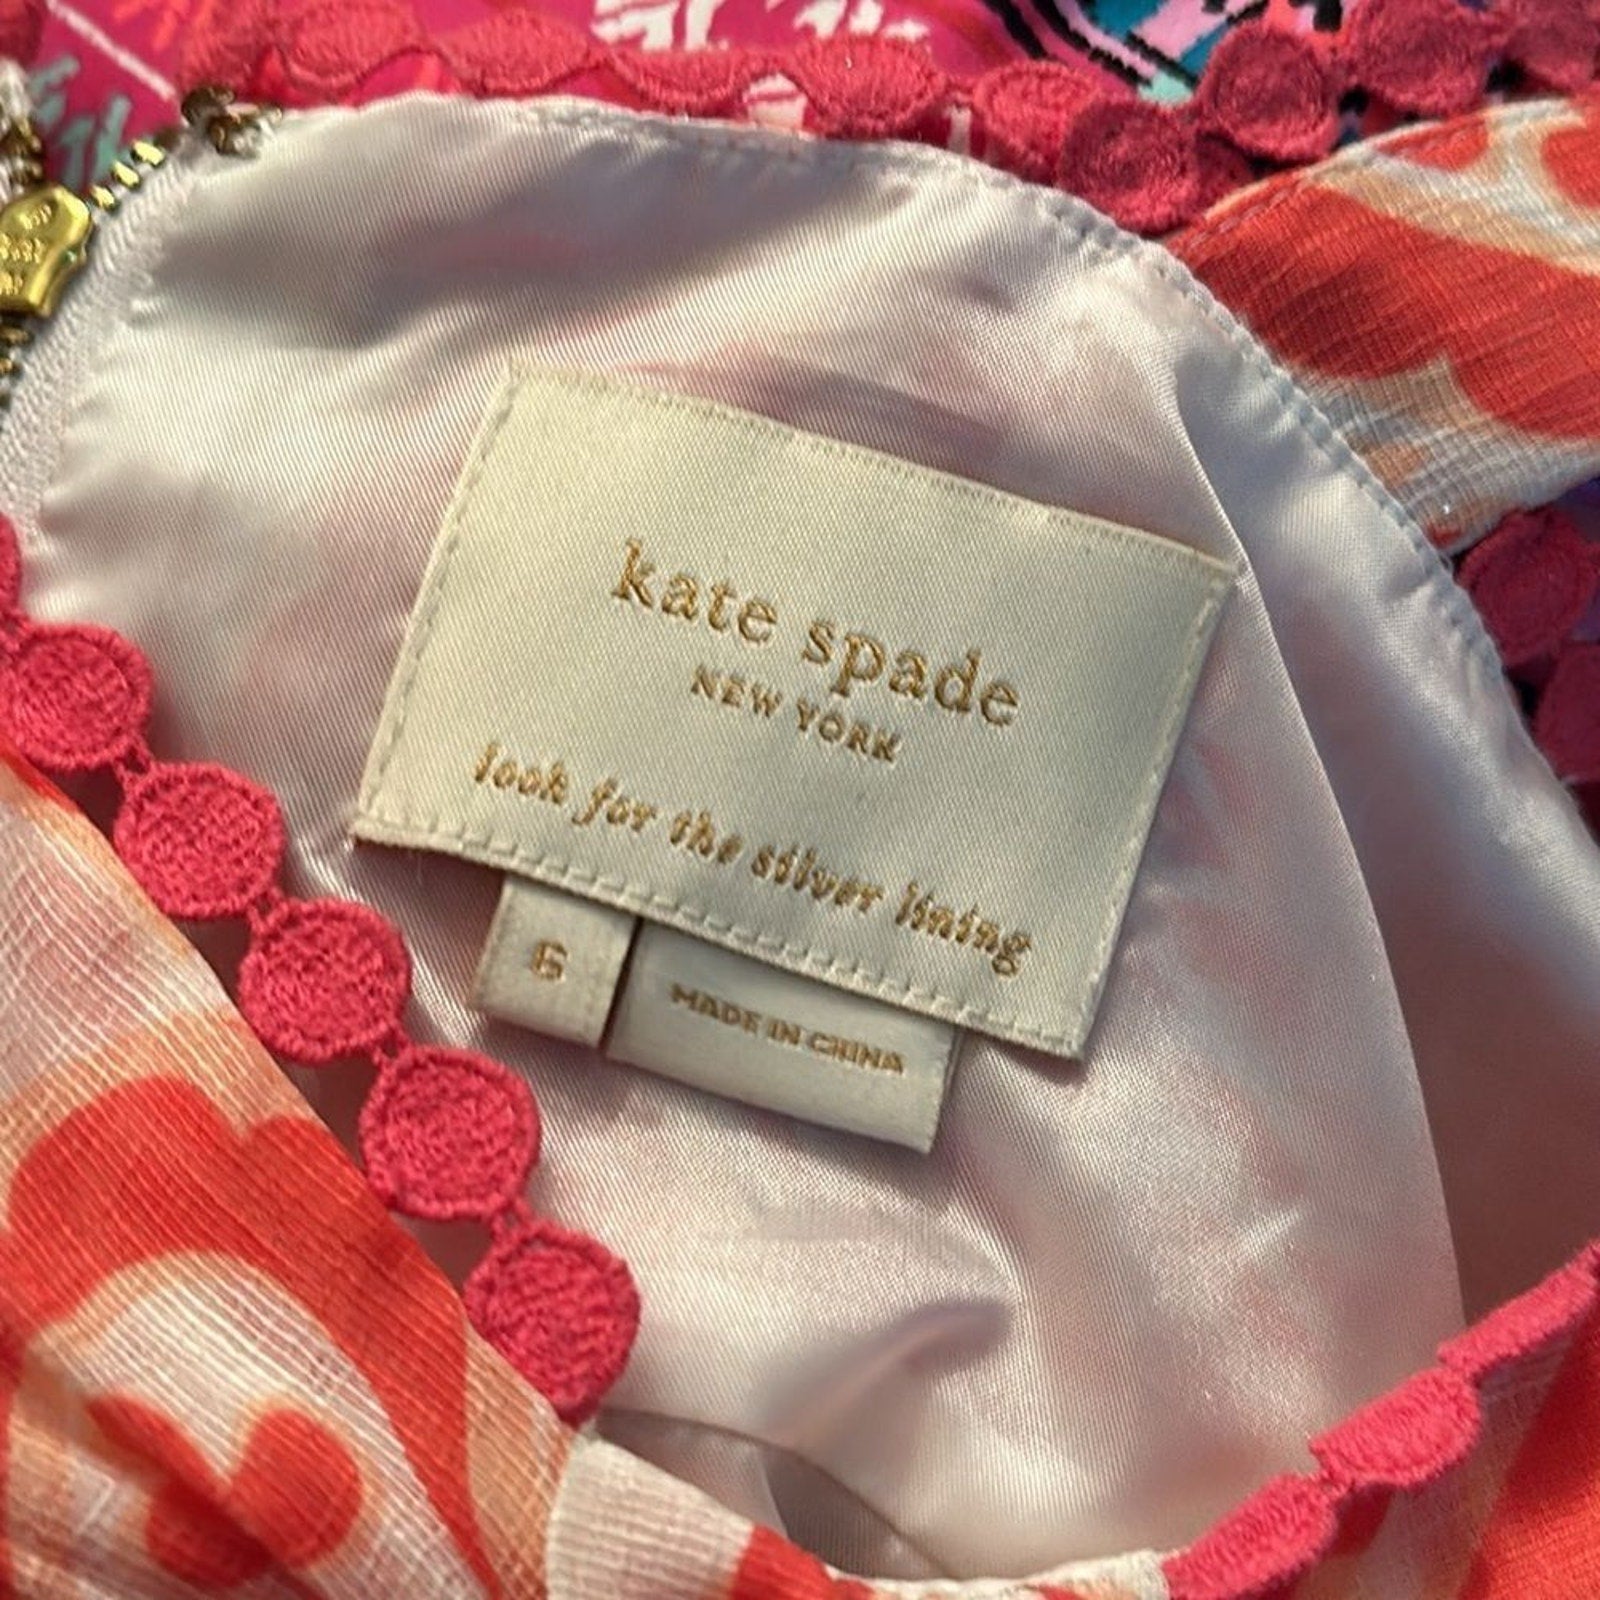 kate spade
NEW YORK
look for the silver lining
6
MADE IN CHINA